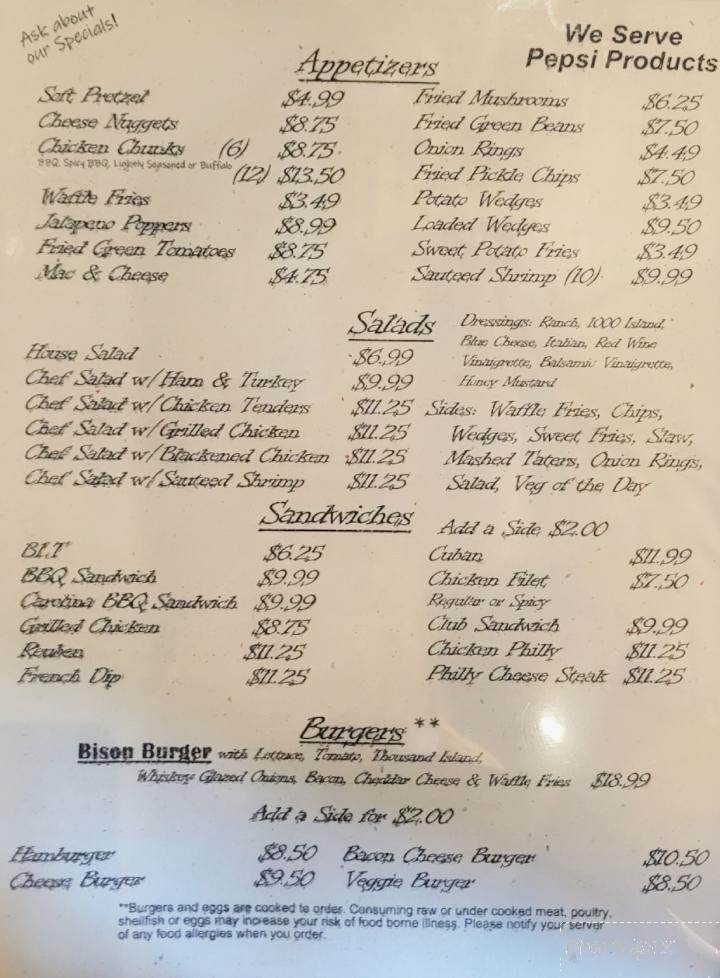 Ask about
our Specials!
We Serve
Pepsi Products
Appetizers
Soft Pretzel $4.99
Cheese Nuggets $8.75
Chicken Chunks (6) $8.75
BBQ, Spicy BBQ, Lightly Seasoned or Buffalo
(12) $13.50
Waffle Fries $3.49
Jalapeno Poppers $8.99
Fried Green Tomatoes $8.75
Mac & Cheese $4.75
Fried Mushrooms $6.25
Fried Green Beans $7.50
Onion Rings $4.49
Fried Pickle Chips $7.50
Potato Wedges $3.49
Loaded Wedges $9.50
Sweet Potato Fries $3.49
Sauteed Shrimp (10) $9.99
Salads
House Salad $6.99
Chef Salad w/Ham & Turkey $9.99
Chef Salad w/Chicken Tenders $11.25
Chef Salad w/Grilled Chicken $11.25
Chef Salad w/Blackened Chicken $11.25
Chef Salad w/Sauteed Shrimp $11.25
Dressings: Ranch, 1000 Island,
Blue Cheese, Italian, Red Wine
Vinaigrette, Balsamic Vinaigrette,
Honey Mustard
Sides: Waffle Fries, Chips,
Wedges, Sweet Fries, Slaw,
Mashed Taters, Onion Rings,
Salad, Veg of the Day
Sandwiches
Add a Side $2.00
BLT $6.25
BBQ Sandwich $9.99
Carolina BBQ Sandwich $9.99
Grilled Chicken $8.75
Reuben $11.25
French Dip $11.25
Cuban $11.99
Chicken Filet $7.50
Regular or Spicy
Club Sandwich $9.99
Chicken Philly $11.25
Philly Cheese Steak $11.25
Burgers **
Bison Burger with Lettuce, Tomato, Thousand Island,
Whiskey Glazed Onions, Bacon, Cheddar Cheese & Waffle Fries $18.99
Add a Side for $2.00
Hamburger $8.50 Bacon Cheese Burger $10.50
Cheese Burger $9.50 Veggie Burger $8.50
**Burgers and eggs are cooked to order. Consuming raw or under cooked meat, poultry,
shellfish or eggs may increase your risk of food borne illness. Please notify your server
of any food allergies when you order.